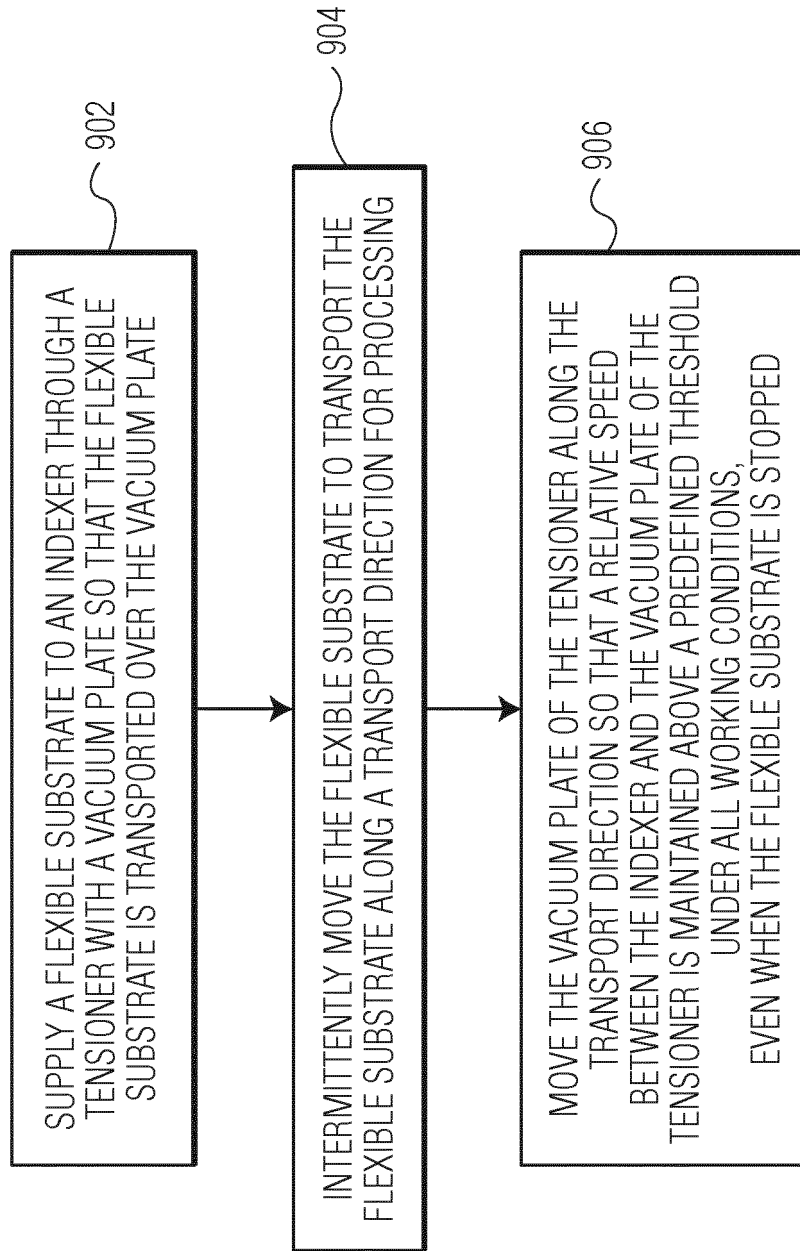 SUPPLY A FLEXIBLE SUBSTRATE TO AN INDEXER THROUGH A
TENSIONER WITH A VACUUM PLATE SO THAT THE FLEXIBLE
SUBSTRATE IS TRANSPORTED OVER THE VACUUM PLATE
902
INTERMITTENTLY MOVE THE FLEXIBLE SUBSTRATE TO TRANSPORT THE
FLEXIBLE SUBSTRATE ALONG A TRANSPORT DIRECTION FOR PROCESSING
904
MOVE THE VACUUM PLATE OF THE TENSIONER ALONG THE
TRANSPORT DIRECTION SO THAT A RELATIVE SPEED
BETWEEN THE INDEXER AND THE VACUUM PLATE OF THE
TENSIONER IS MAINTAINED ABOVE A PREDEFINED THRESHOLD
UNDER ALL WORKING CONDITIONS,
EVEN WHEN THE FLEXIBLE SUBSTRATE IS STOPPED
906